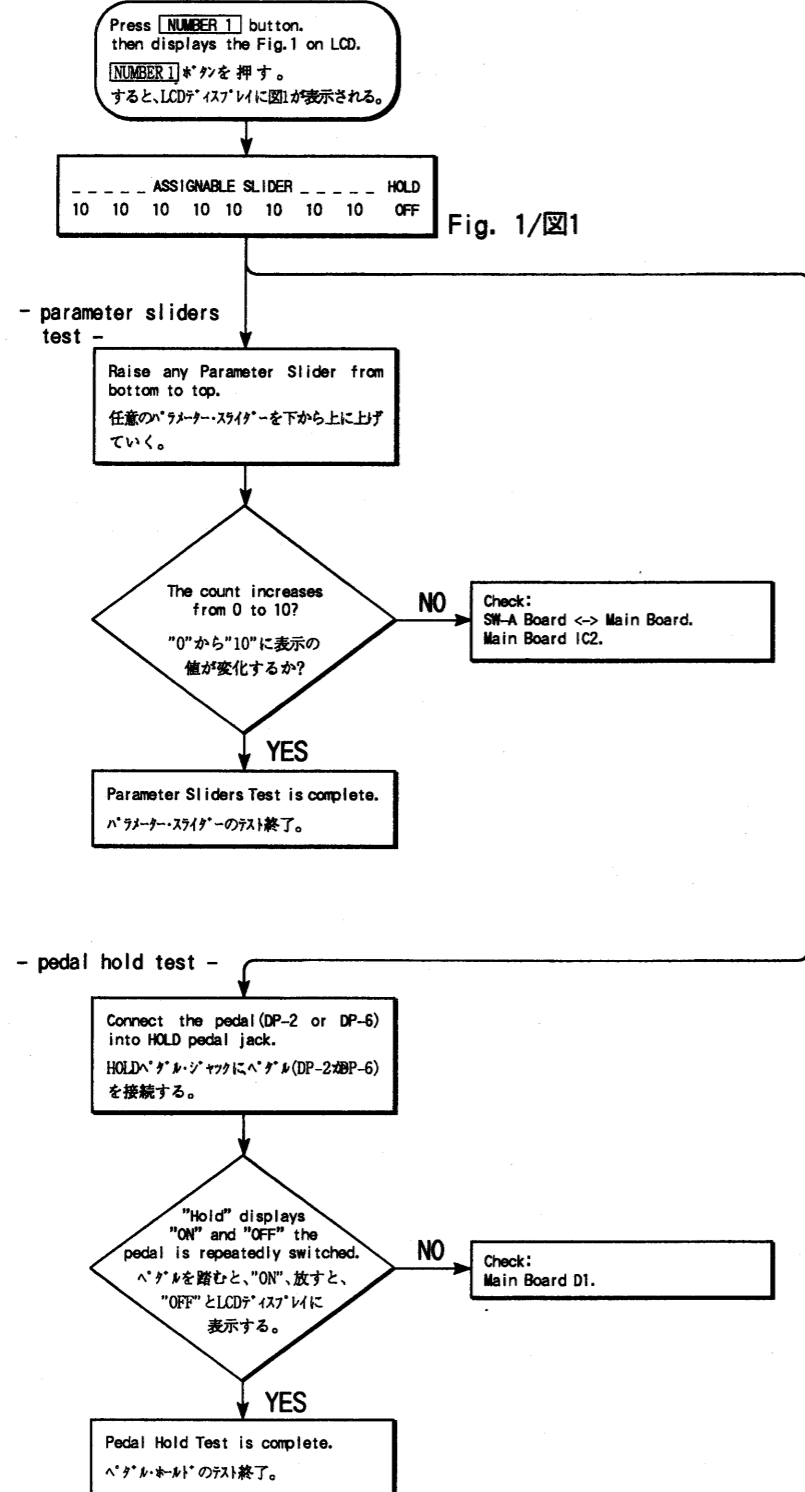 Press NUMBER 1 button.
then displays the Fig.1 on LCD.
NUMBER 1 ボタンを押す。
すると、LCDディスプレイに図1が表示される。
_ _ _ _ _ ASSIGNABLE SLIDER _ _ _ _ _ HOLD
10 10 10 10 10 10 10 10 OFF
Fig. 1/図1
- parameter sliders
test -
Raise any Parameter Slider from
bottom to top.
任意のパラメーター・スライダーを下から上に上げ
ていく。
The count increases
from 0 to 10?
"0"から"10"に表示の
値が変化するか?
NO
Check:
SW-A Board <-> Main Board.
Main Board IC2.
YES
Parameter Sliders Test is complete.
パラメーター・スライダーのテスト終了。
- pedal hold test -
Connect the pedal(DP-2 or DP-6)
into HOLD pedal jack.
HOLDペダル・ジャックに、ペダル(DP-2かDP-6)
を接続する。
"Hold" displays
"ON" and "OFF" the
pedal is repeatedly switched.
ペダルを踏むと、"ON"、放すと、
"OFF"とLCDディスプレイに
表示する。
NO
Check:
Main Board D1.
YES
Pedal Hold Test is complete.
ペダル・ホールドのテスト終了。